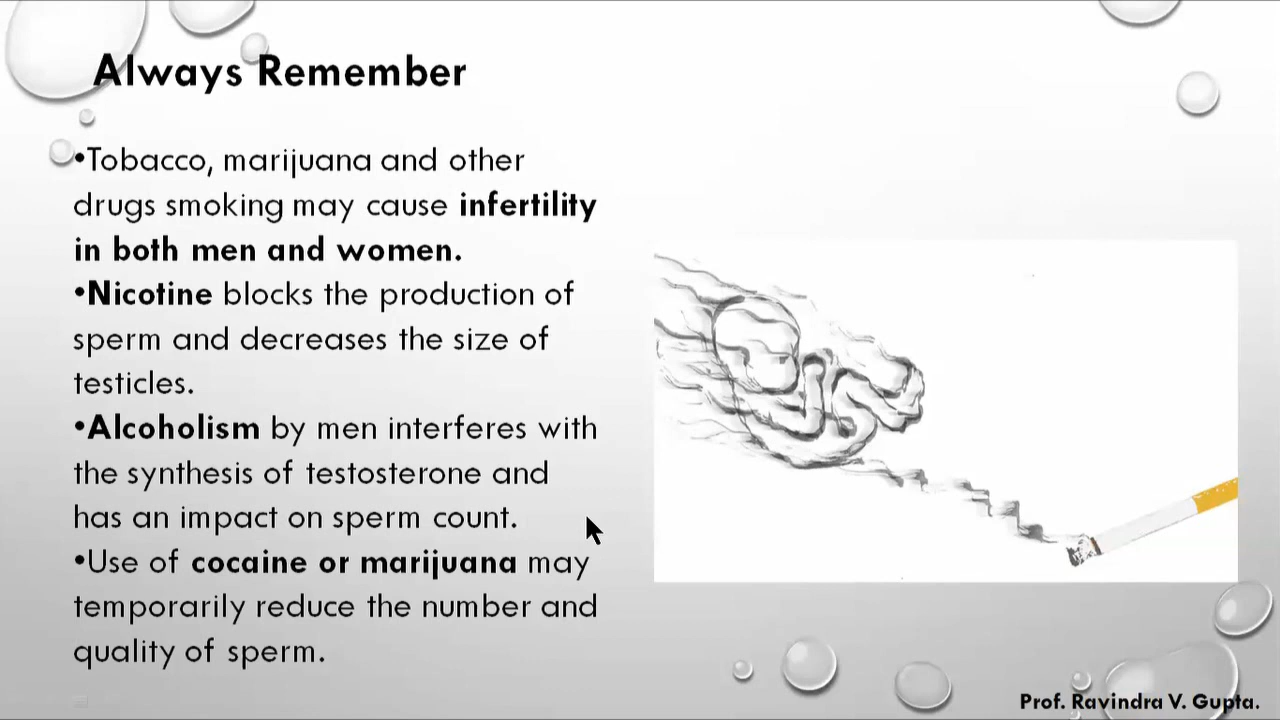 Always Remember
•Tobacco, marijuana and other
drugs smoking may cause infertility
in both men and women.
•Nicotine blocks the production of
sperm and decreases the size of
testicles.
•Alcoholism by men interferes with
the synthesis of testosterone and
has an impact on sperm count.
•Use of cocaine or marijuana may
temporarily reduce the number and
quality of sperm.
Prof. Ravindra V. Gupta.